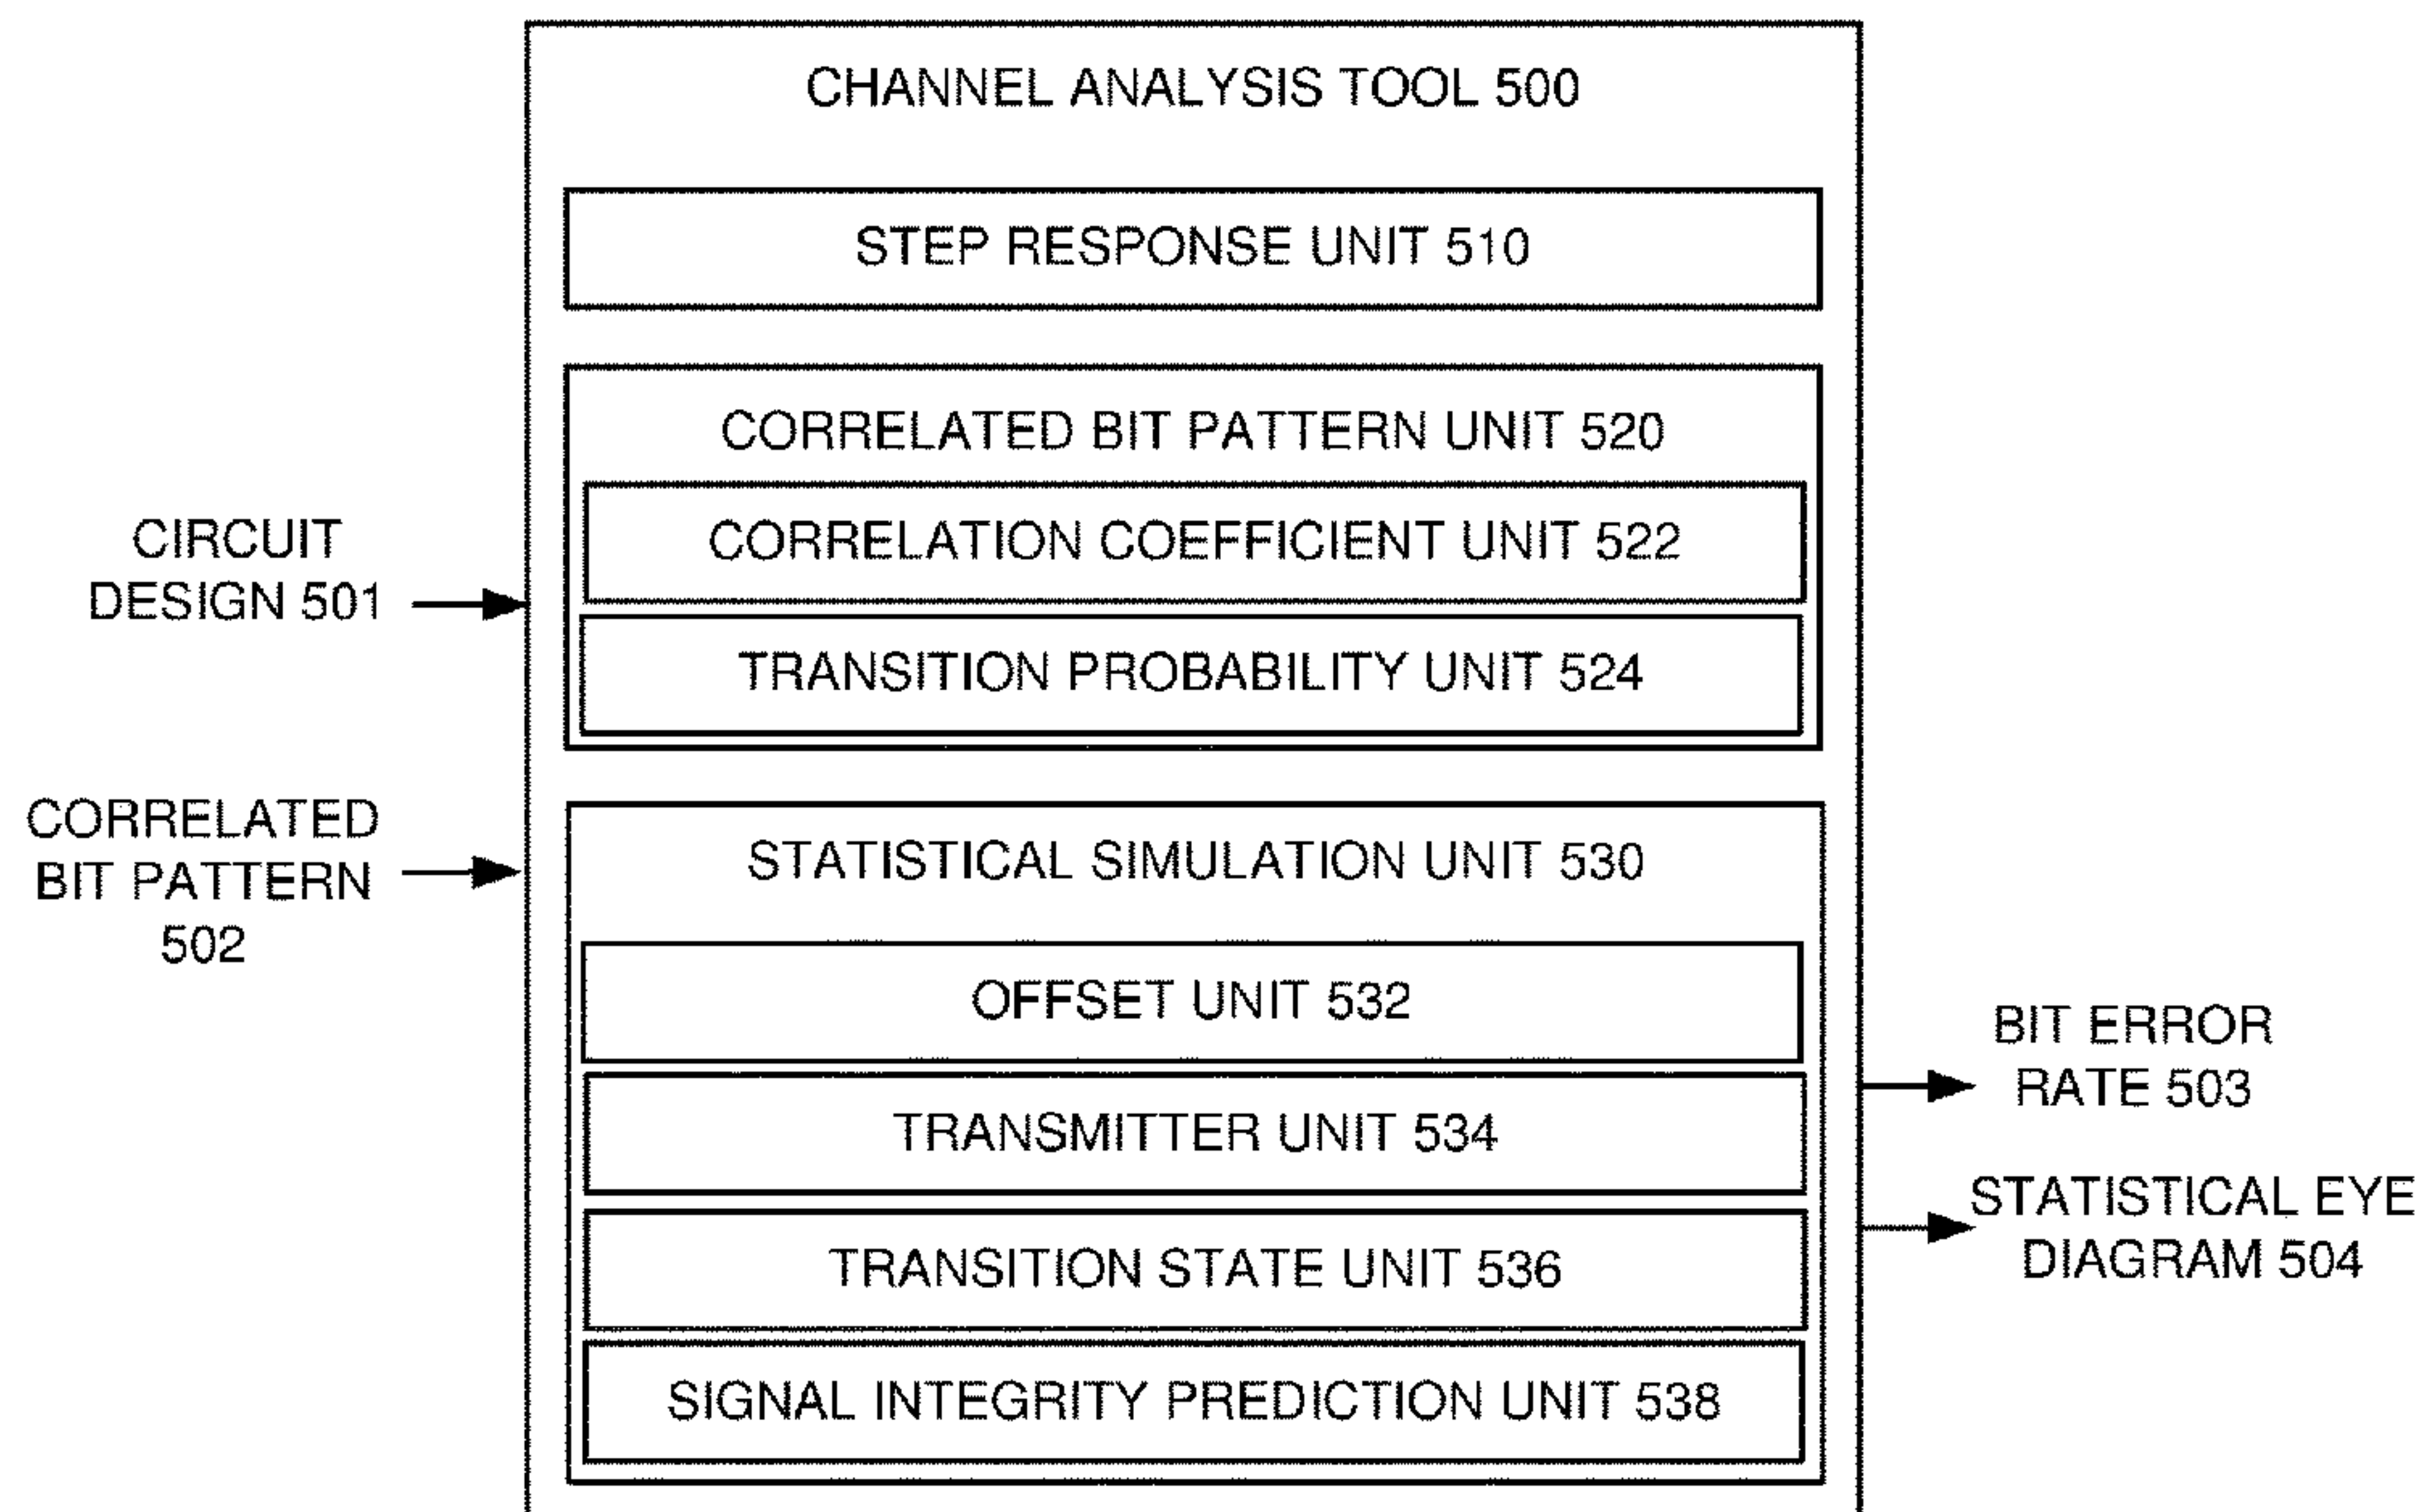 CHANNEL ANALYSIS TOOL 500
STEP RESPONSE UNIT 510
CORRELATED BIT PATTERN UNIT 520
CORRELATION COEFFICIENT UNIT 522
TRANSITION PROBABILITY UNIT 524
CIRCUIT
DESIGN 501
CORRELATED
BIT PATTERN
502
STATISTICAL SIMULATION UNIT 530
OFFSET UNIT 532
TRANSMITTER UNIT 534
TRANSITION STATE UNIT 536
SIGNAL INTEGRITY PREDICTION UNIT 538
BIT ERROR
RATE 503
STATISTICAL EYE
DIAGRAM 504